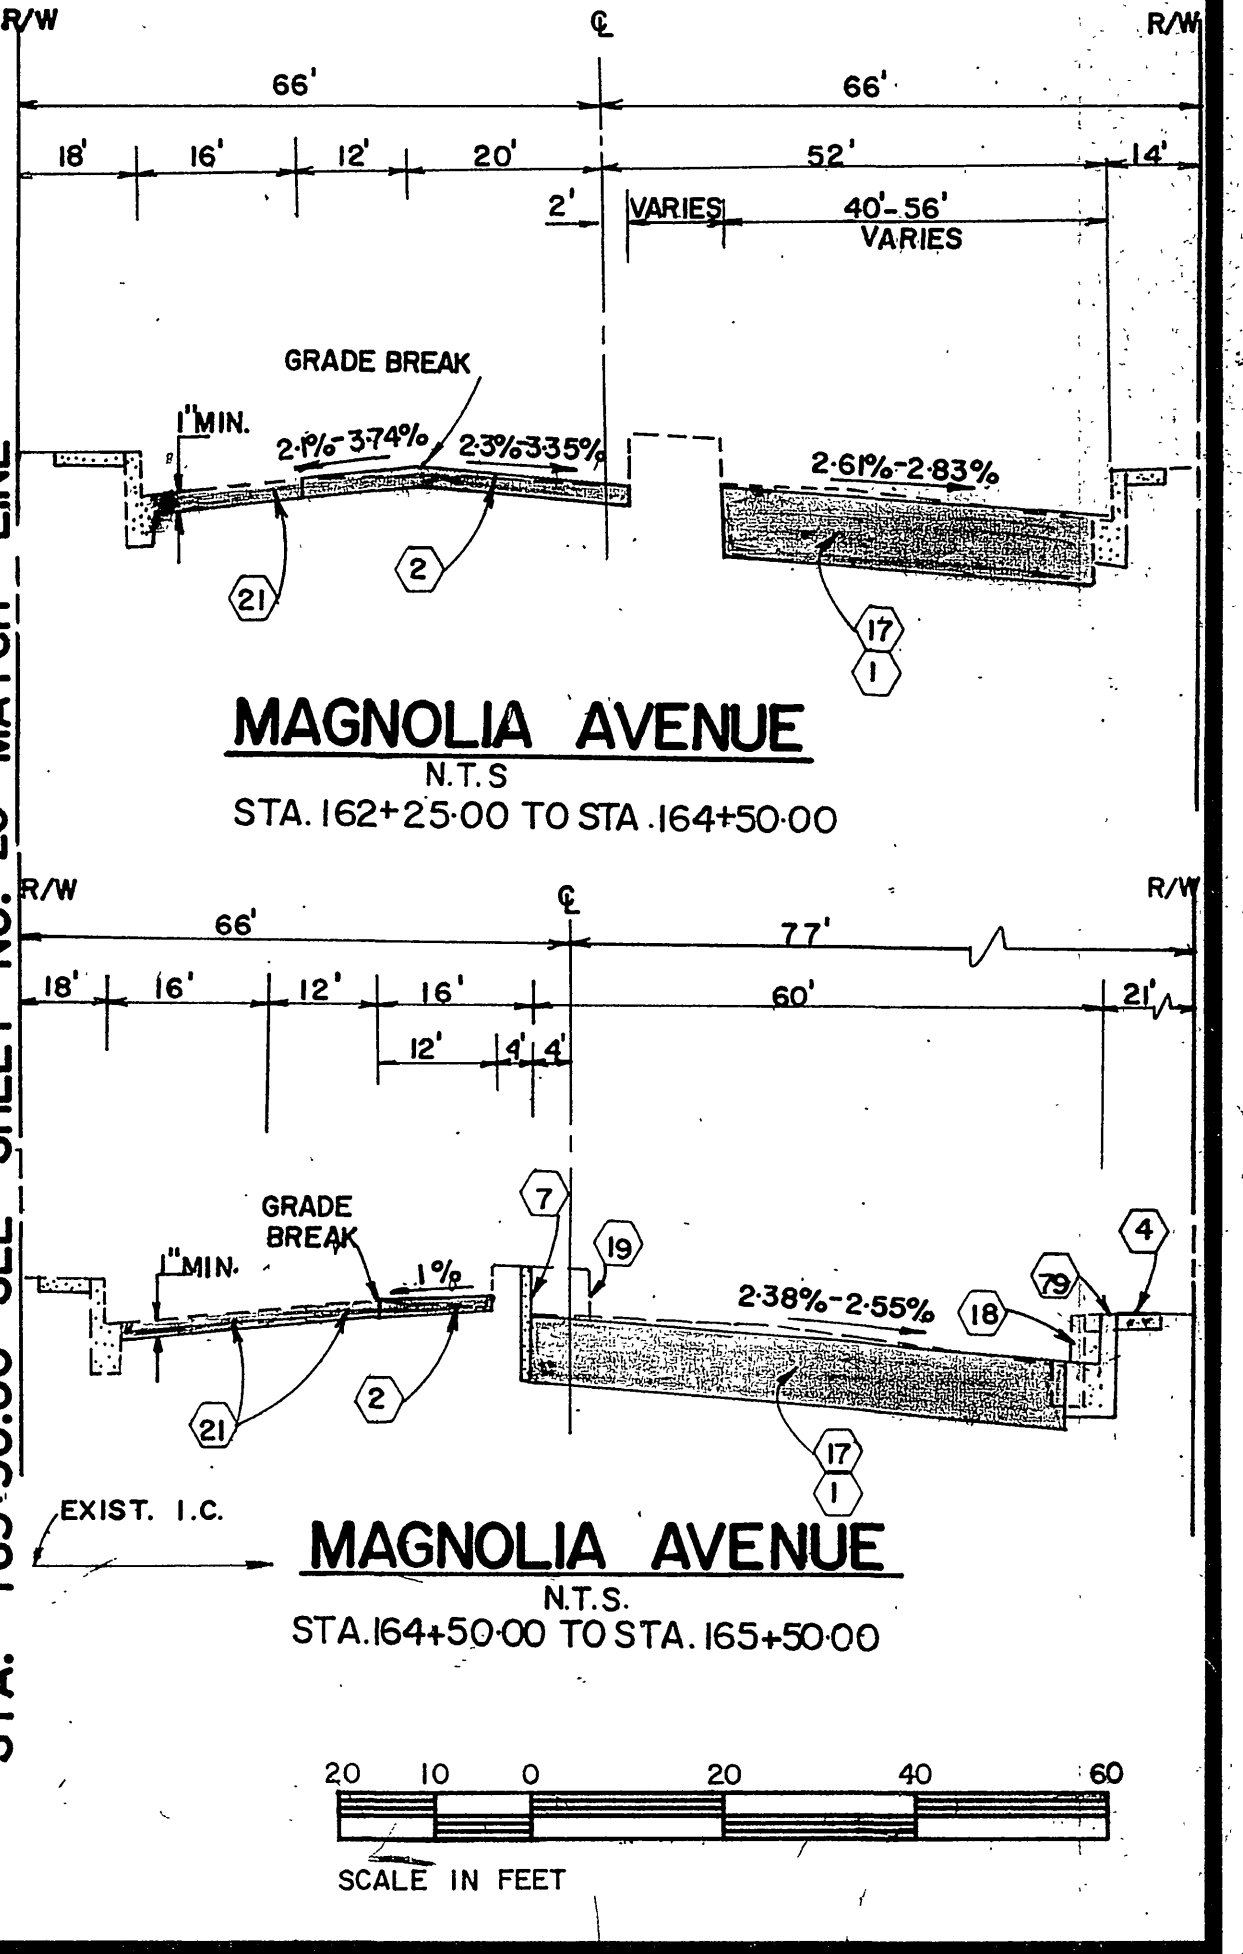 R/W ℄ R/W
66' 66'
18' 16' 12' 20' 52' 14'
2' VARIES 40'-56'
VARIES
GRADE BREAK
1" MIN.
2.1%-3.74% 2.3%-3.35% 2.61%-2.83%
21 2 17
1
MAGNOLIA AVENUE
N.T.S
STA. 162+25.00 TO STA. 164+50.00
R/W ℄ R/W
66' 77'
18' 16' 12' 16' 60' 21'
12' 4' 4'
7 19 79 4
GRADE
BREAK
1" MIN. 1% 2.38%-2.55% 18
21 2 17
1
EXIST. I.C.
MAGNOLIA AVENUE
N.T.S.
STA. 164+50.00 TO STA. 165+50.00
20 10 0 20 40 60
SCALE IN FEET